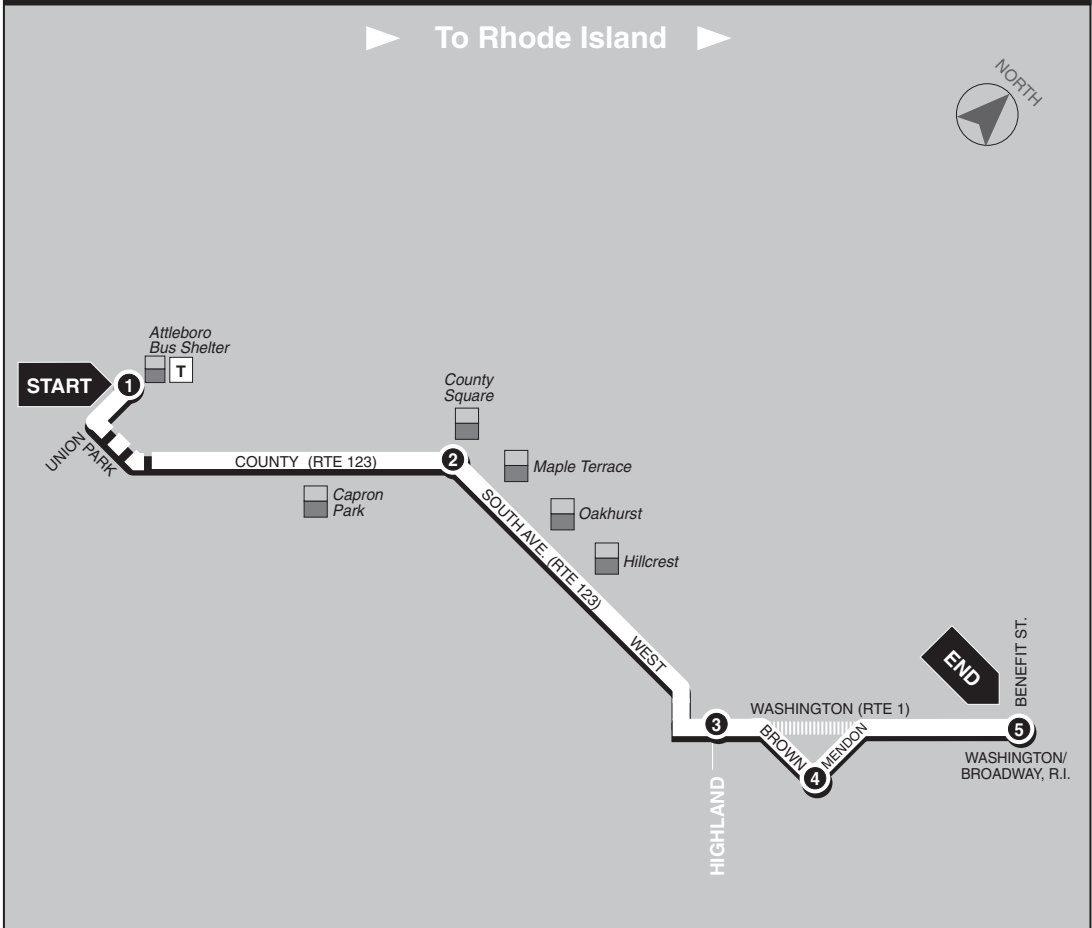 To Rhode Island
NORTH
Attleboro
Bus Shelter
T
START
1
UNION
PARK
COUNTY (RTE 123)
Capron
Park
County
Square
2
Maple Terrace
Oakhurst
Hillcrest
SOUTH AVE. (RTE 123)
WEST
3
HIGHLAND
WASHINGTON (RTE 1)
BROWN
4
MENDON
END
BENEFIT ST.
5
WASHINGTON/
BROADWAY, R.I.